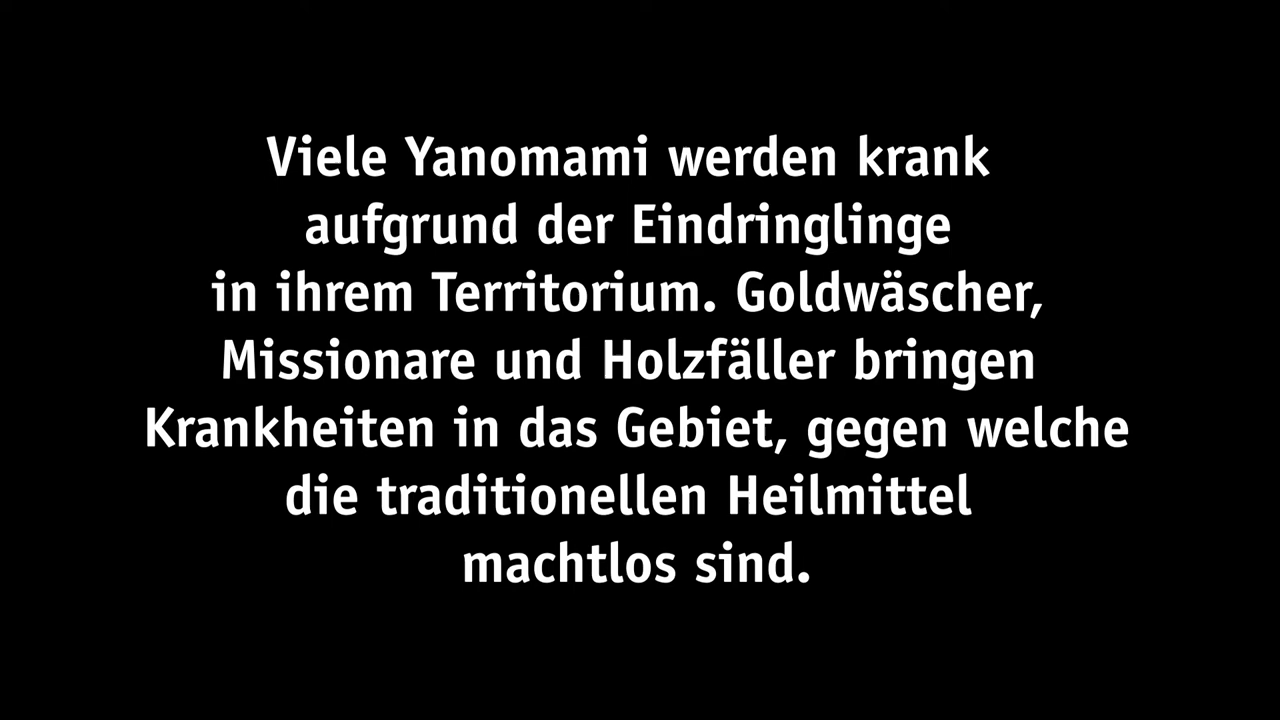 Viele Yanomami werden krank
aufgrund der Eindringlinge
in ihrem Territorium. Goldwäscher,
Missionare und Holzfäller bringen
Krankheiten in das Gebiet, gegen welche
die traditionellen Heilmittel
machtlos sind.